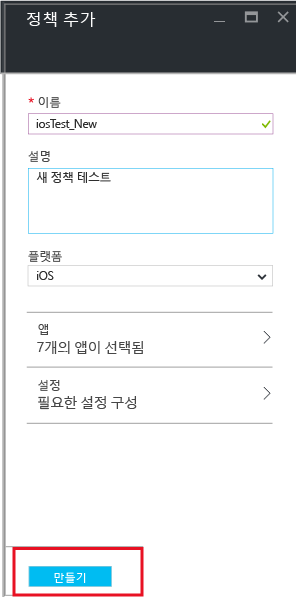 정책 추가
* 이름
iosTest_New
설명
새 정책 테스트
플랫폼
iOS
앱
7개의 앱이 선택됨
설정
필요한 설정 구성
만들기